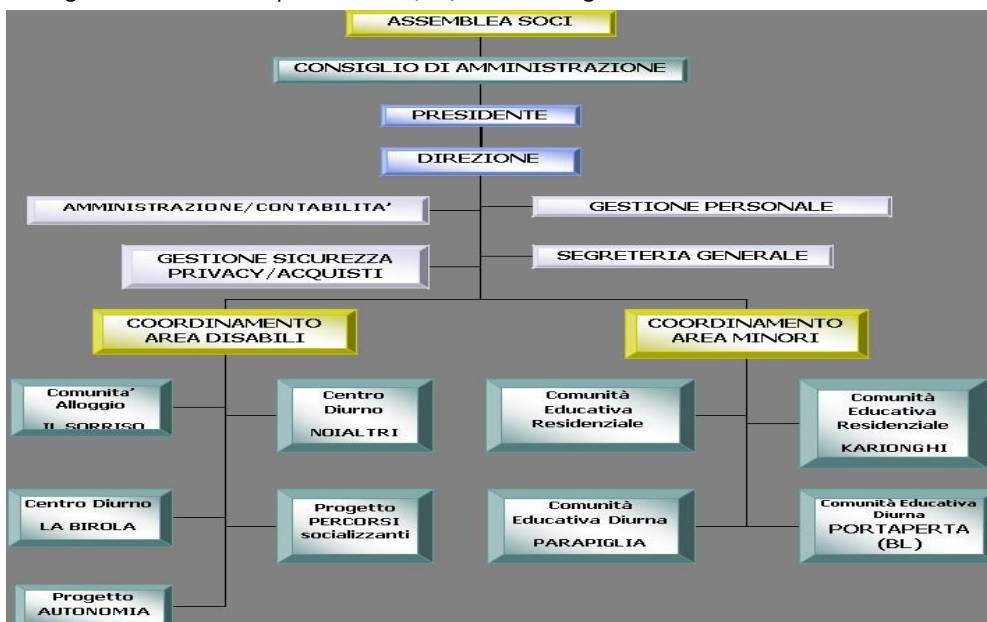 ASSEMBLEA SOCI
CONSIGLIO DI AMMINISTRAZIONE
PRESIDENTE
DIREZIONE
AMMINISTRAZIONE/CONTABILITA'
GESTIONE PERSONALE
GESTIONE SICUREZZA
PRIVACY/ACQUISTI
SEGRETERIA GENERALE
COORDINAMENTO
AREA DISABILI
COORDINAMENTO
AREA MINORI
Comunita'
Alloggio
IL SORRISO
Centro
Diurno
NOIALTRI
Comunità
Educativa
Residenziale
Comunità
Educativa
Residenziale
KARIONGHI
Centro Diurno
LA BIROLA
Progetto
PERCORSI
socializzanti
Comunità
Educativa Diurna
PARAPIGLIA
Comunità Educativa
Diurna
PORTAPERTA
(BL)
Progetto
AUTONOMIA